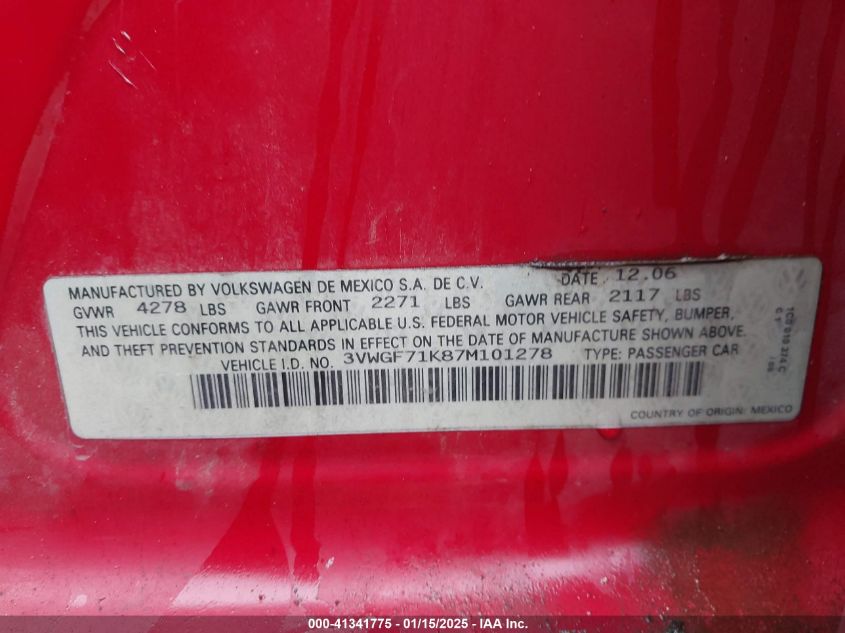 MANUFACTURED BY VOLKSWAGEN DE MEXICO S.A. DE C.V. DATE 12.06
GVWR 4278 LBS GAWR FRONT 2271 LBS GAWR REAR 2117 LBS
THIS VEHICLE CONFORMS TO ALL APPLICABLE U.S. FEDERAL MOTOR VEHICLE SAFETY, BUMPER,
AND THEFT PREVENTION STANDARDS IN EFFECT ON THE DATE OF MANUFACTURE SHOWN ABOVE.
VEHICLE I.D. NO. 3VWGF71K87M101278 TYPE: PASSENGER CAR
COUNTRY OF ORIGIN: MEXICO
000-41341775 - 01/15/2025 - IAA Inc.